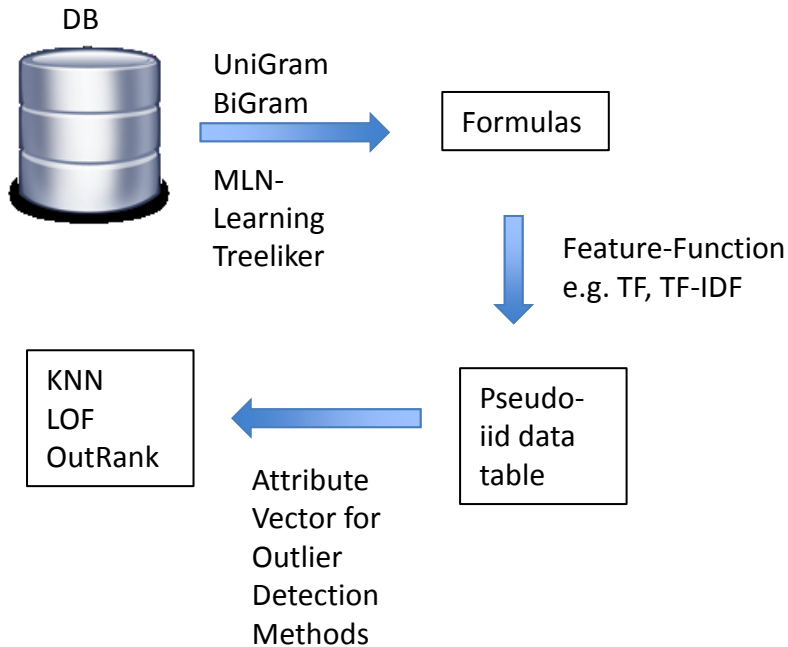 DB
UniGram
BiGram
MLN-
Learning
Treeliker
Formulas
Feature-Function
e.g. TF, TF-IDF
Pseudo-
iid data
table
Attribute
Vector for
Outlier
Detection
Methods
KNN
LOF
OutRank